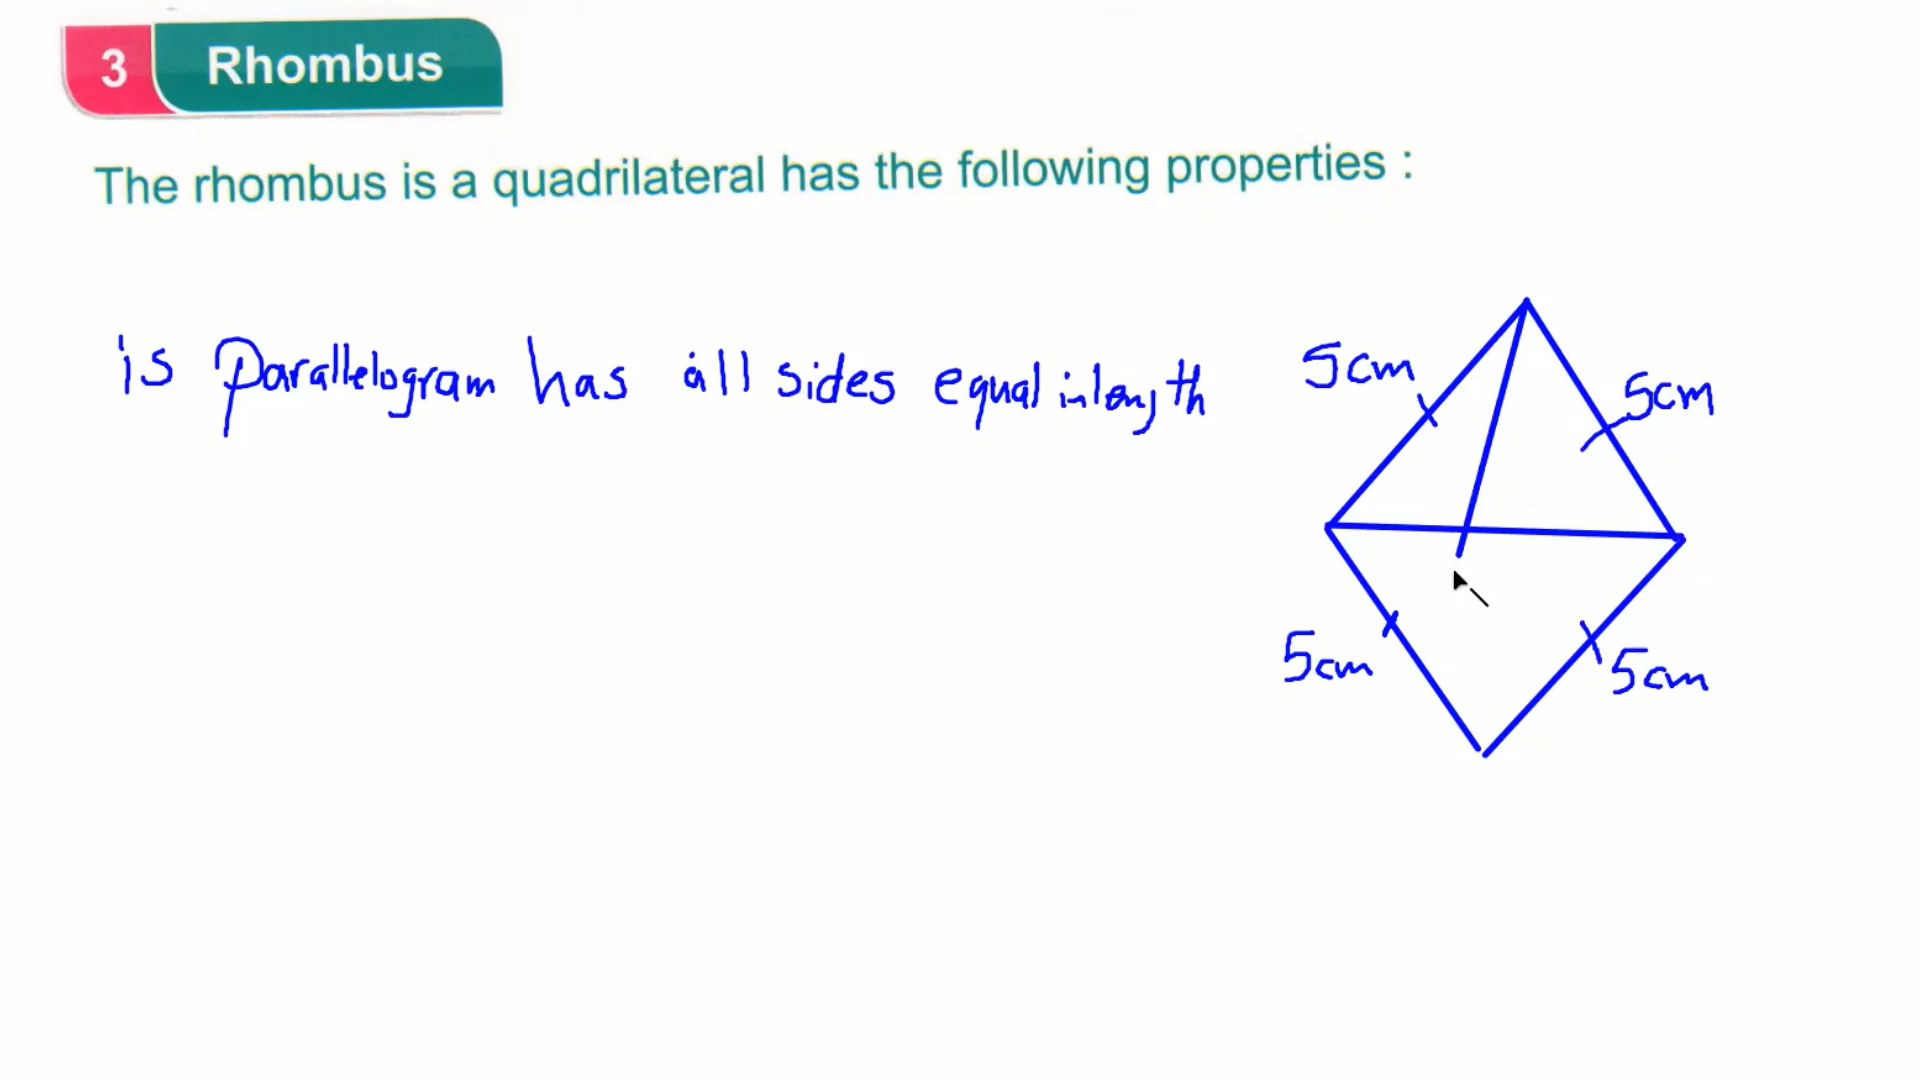 3 Rhombus
The rhombus is a quadrilateral has the following properties :
is parallelogram has all sides equal in length
5cm
5cm
5cm
5cm